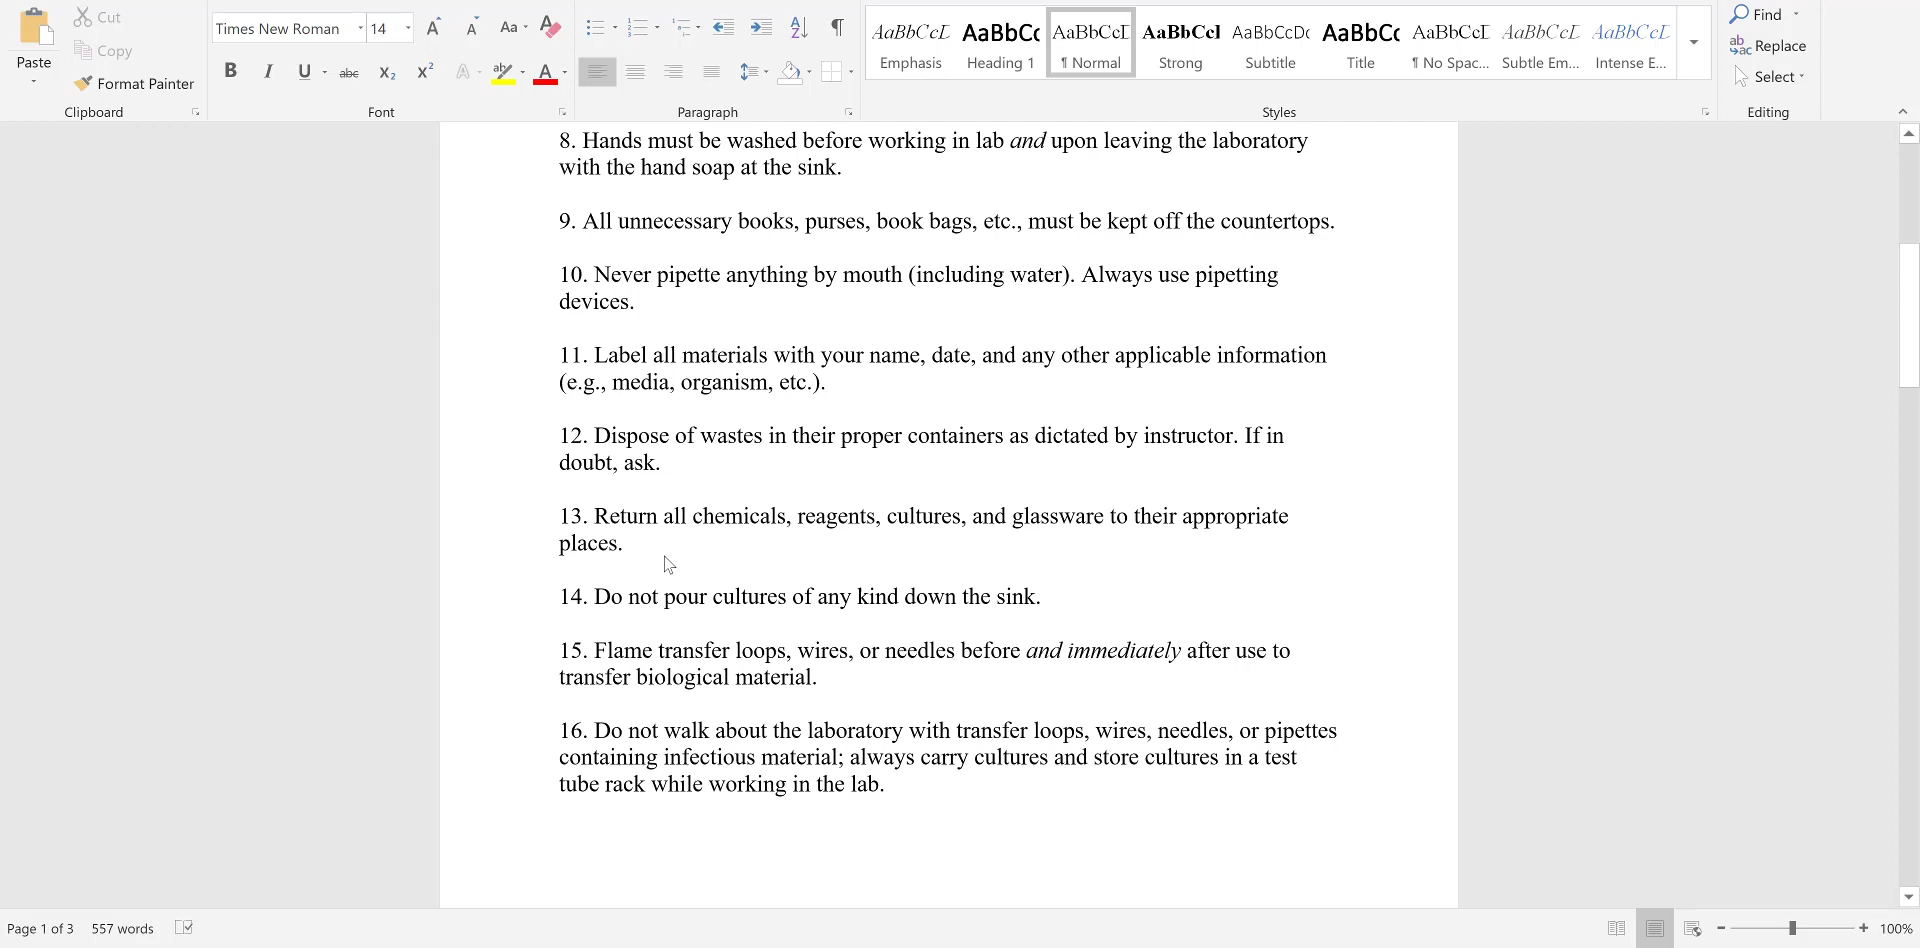 Cut
Copy
Paste
Format Painter
Clipboard
Times New Roman
14
Aa
B I U abc X₂ X²
A
aby
A
Font
A
Z
¶
Paragraph
AaBbCcL AaBbCc AaBbCcD AaBbCcl AaBbCcDc AaBbCc AaBbCcD AaBbCcL AaBbCcL
Emphasis Heading 1 ¶ Normal Strong Subtitle Title ¶ No Spac... Subtle Em... Intense E...
Styles
Find
Replace
Select
Editing
8. Hands must be washed before working in lab and upon leaving the laboratory
with the hand soap at the sink.
9. All unnecessary books, purses, book bags, etc., must be kept off the countertops.
10. Never pipette anything by mouth (including water). Always use pipetting
devices.
11. Label all materials with your name, date, and any other applicable information
(e.g., media, organism, etc.).
12. Dispose of wastes in their proper containers as dictated by instructor. If in
doubt, ask.
13. Return all chemicals, reagents, cultures, and glassware to their appropriate
places.
14. Do not pour cultures of any kind down the sink.
15. Flame transfer loops, wires, or needles before and immediately after use to
transfer biological material.
16. Do not walk about the laboratory with transfer loops, wires, needles, or pipettes
containing infectious material; always carry cultures and store cultures in a test
tube rack while working in the lab.
Page 1 of 3 557 words
100%